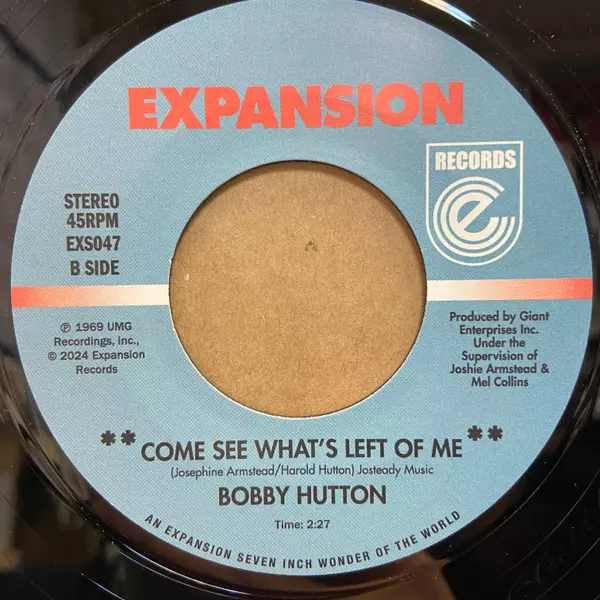 EXPANSION
RECORDS
e
STEREO
45RPM
EXS047
B SIDE
℗ 1969 UMG
Recordings, Inc.,
© 2024 Expansion
Records
Produced by Giant
Enterprises Inc.
Under the
Supervision of
Joshie Armstead &
Mel Collins
**COME SEE WHAT'S LEFT OF ME**
(Josephine Armstead/Harold Hutton) Josteady Music
BOBBY HUTTON
Time: 2:27
AN EXPANSION SEVEN INCH WONDER OF THE WORLD